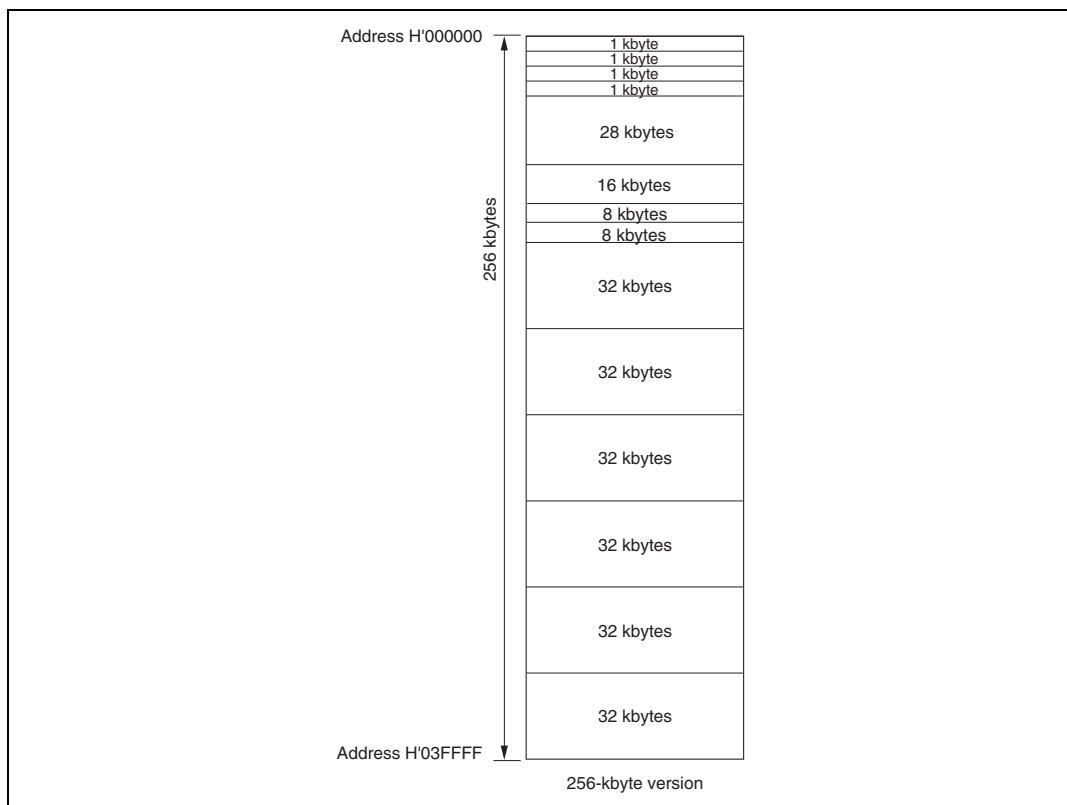 Address H'000000
1 kbyte
1 kbyte
1 kbyte
1 kbyte
28 kbytes
16 kbytes
8 kbytes
8 kbytes
256 kbytes
32 kbytes
32 kbytes
32 kbytes
32 kbytes
32 kbytes
32 kbytes
Address H'03FFFF
256-kbyte version